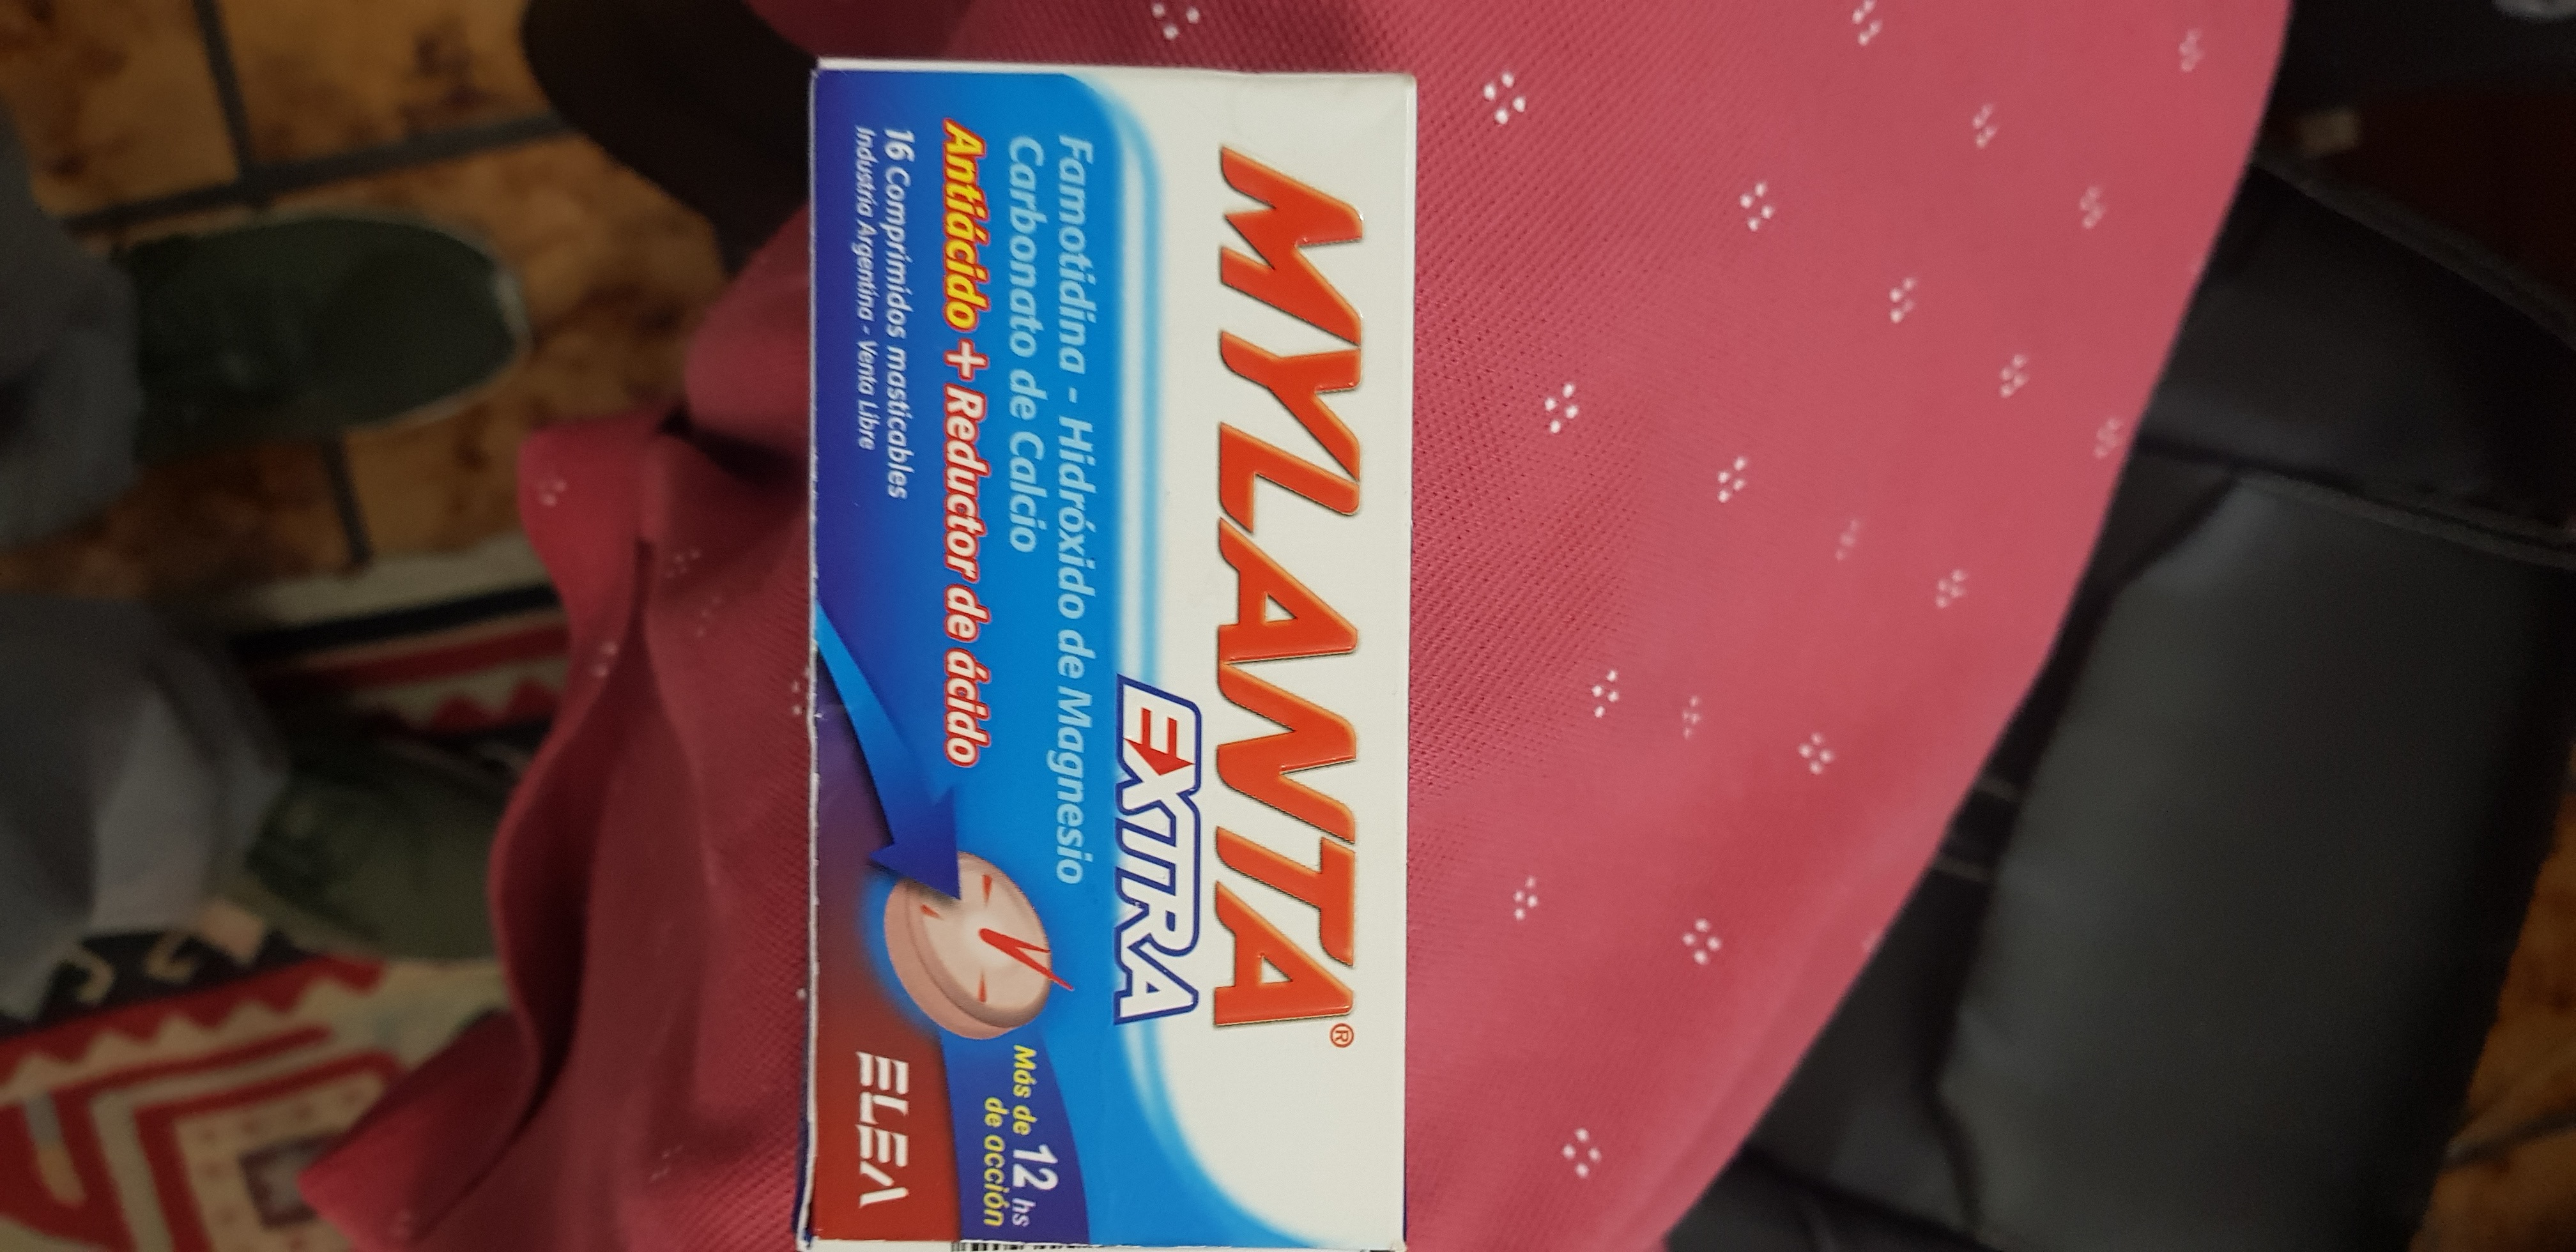 MYLANTA®
EXTRA
Famotidina - Hidróxido de Magnesio
Carbonato de Calcio
Antiácido + Reductor de ácido
16 Comprimidos masticables
Industria Argentina - Venta Libre
Más de 12 hs
de acción
ELEA